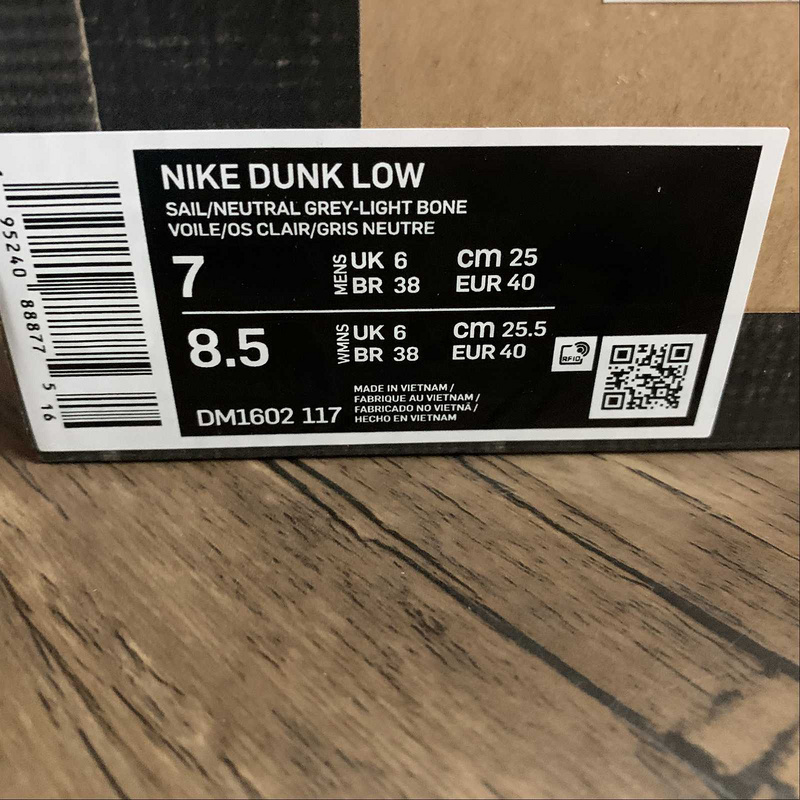 NIKE DUNK LOW
SAIL/NEUTRAL GREY-LIGHT BONE
VOILE/OS CLAIR/GRIS NEUTRE
7 MENS UK 6 cm 25
BR 38 EUR 40
8.5 WMNS UK 6 cm 25.5
BR 38 EUR 40
RFID
DM1602 117
MADE IN VIETNAM /
FABRIQUE AU VIETNAM /
FABRICADO NO VIETNÃ /
HECHO EN VIETNAM
95240 88877 5 16